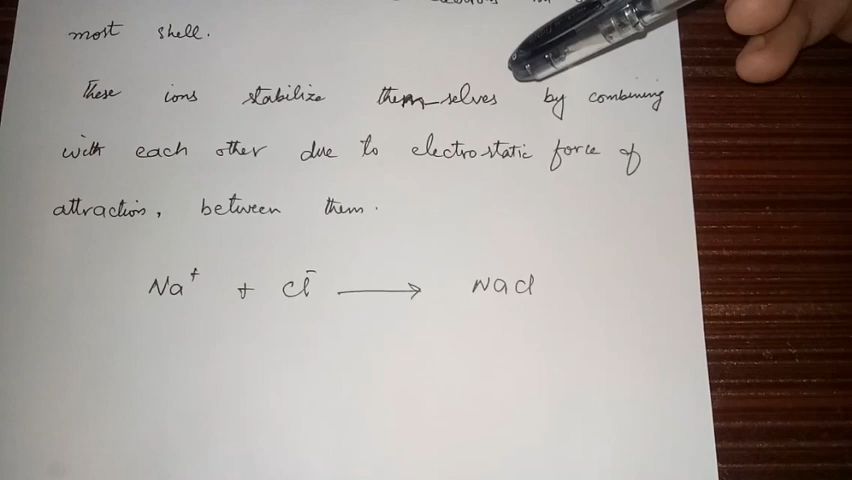 most shell.
These ions stabilize themselves by combining
with each other due to electrostatic force of
attraction, between them.
Na⁺ + Cl⁻ ⟶ NaCl